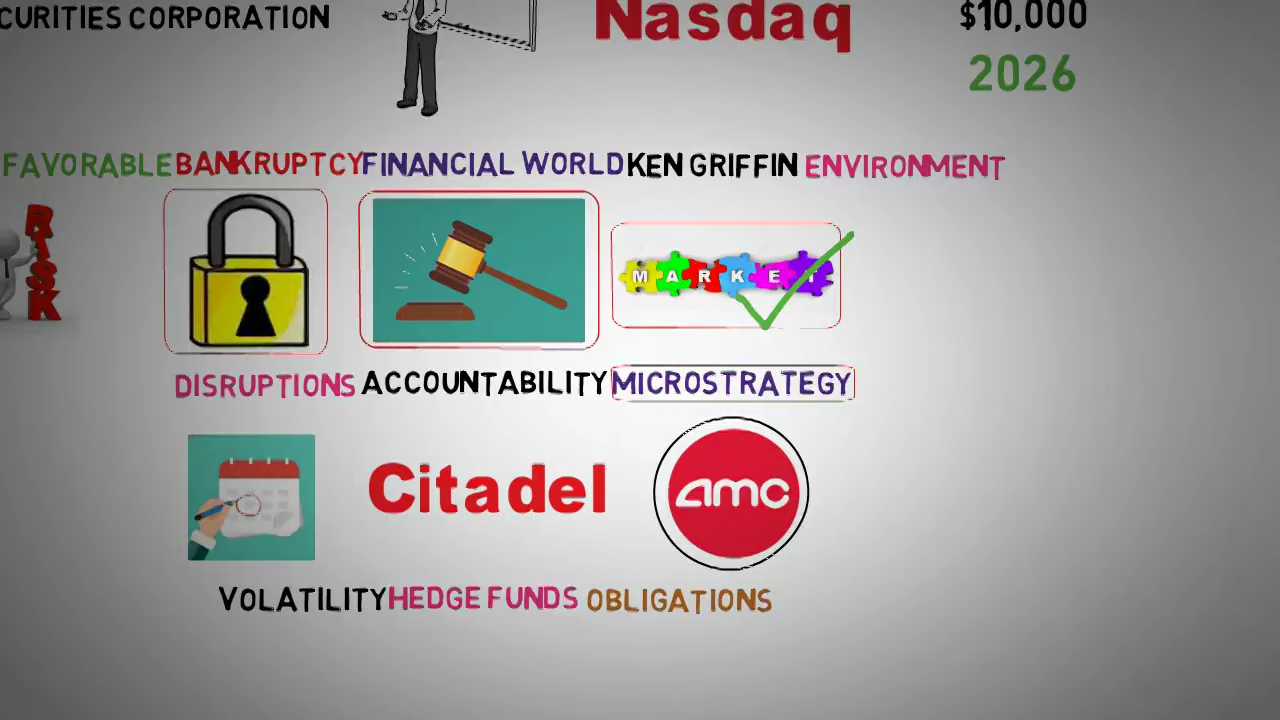 CURITIES CORPORATION
Nasdaq
$10,000
2026
FAVORABLE BANKRUPTCY FINANCIAL WORLD KEN GRIFFIN ENVIRONMENT
RISK
MARKET
DISRUPTIONS ACCOUNTABILITY MICROSTRATEGY
Citadel
amc
VOLATILITY HEDGE FUNDS OBLIGATIONS